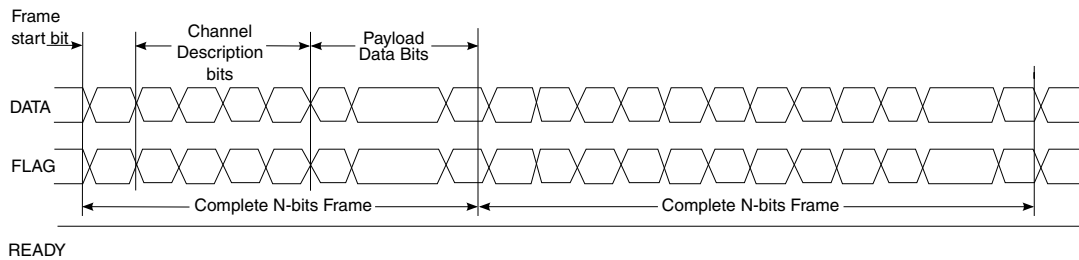 Frame
start bit
Channel
Description
bits
Payload
Data Bits
DATA
FLAG
Complete N-bits Frame
Complete N-bits Frame
READY